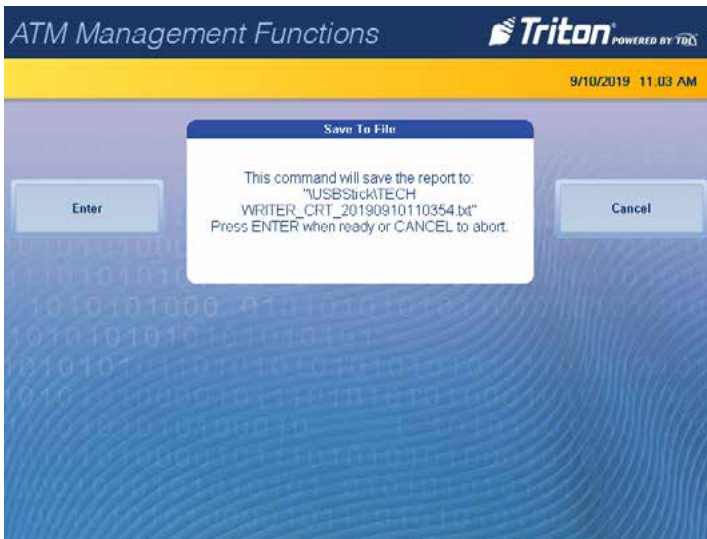 ATM Management Functions
Triton POWERED BY TDL
9/10/2019 11:03 AM
Save To File
This command will save the report to:
"\USBStick\TECH
WRITER_CRT_20190910110354.txt"
Press ENTER when ready or CANCEL to abort.
Enter
Cancel